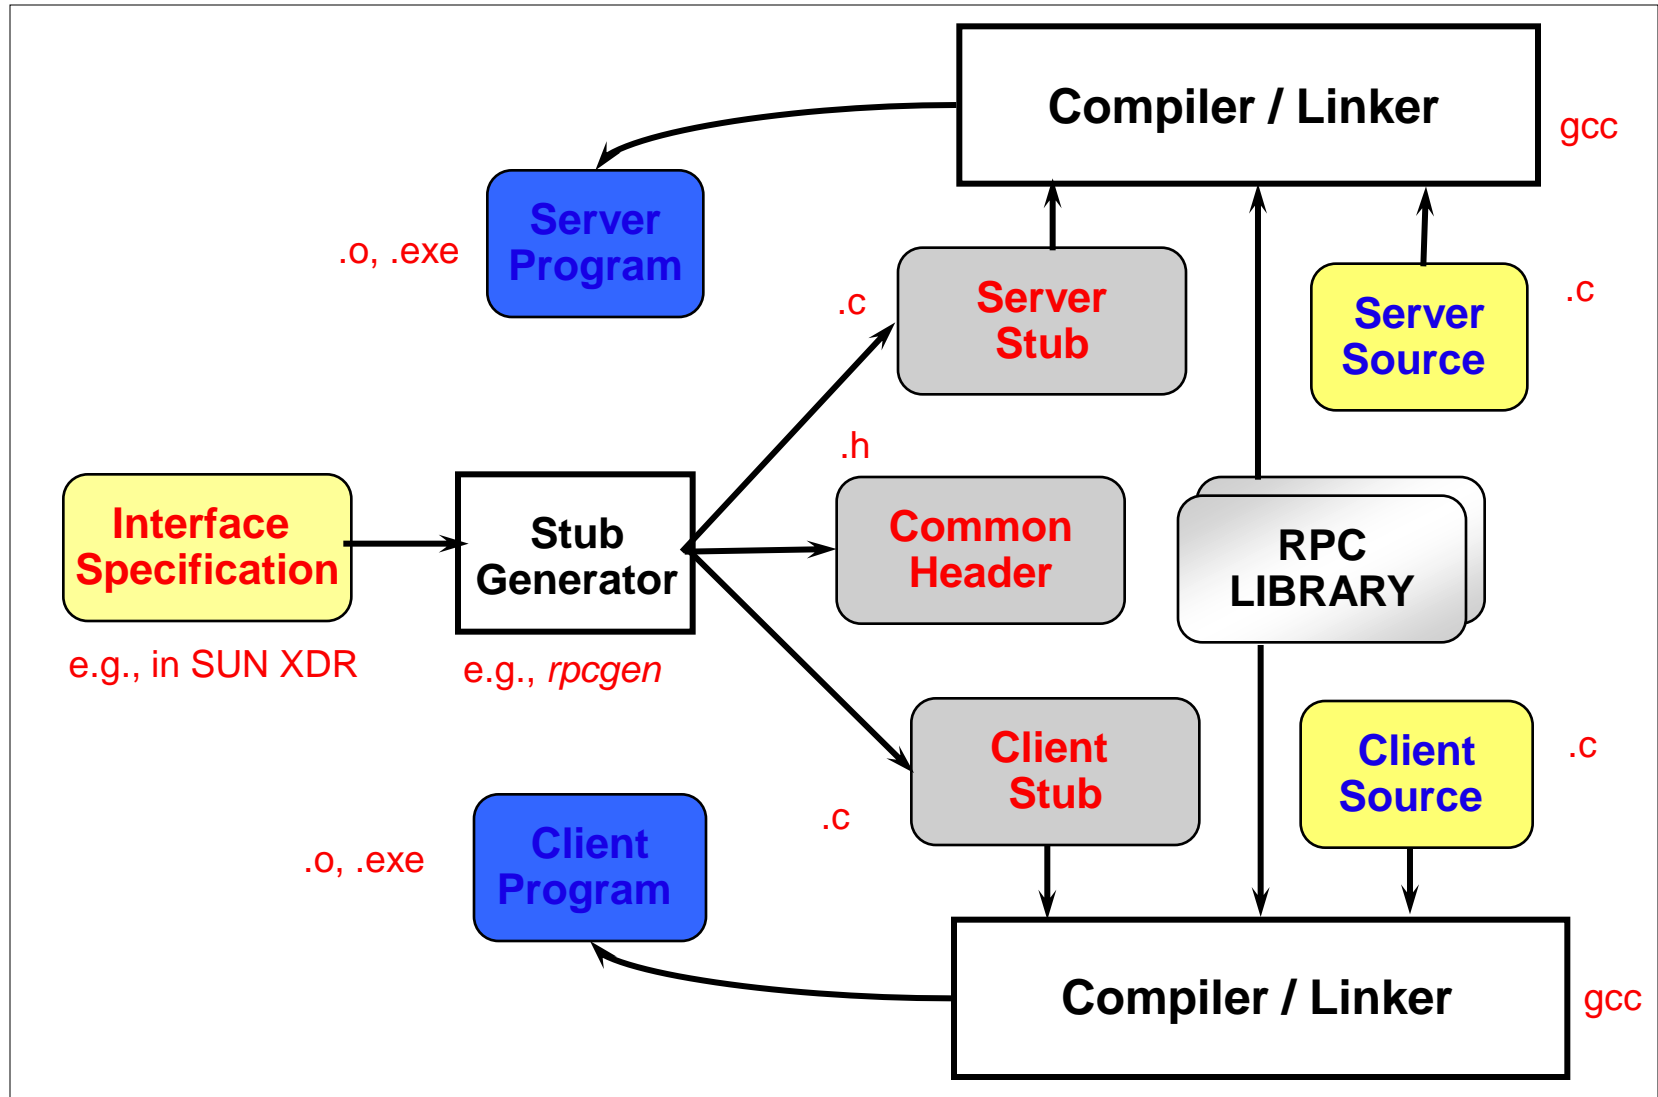 Compiler / Linker
gcc
Server
Program
.o, .exe
.c
Server
Stub
Server
Source
.c
.h
Interface
Specification
Stub
Generator
Common
Header
RPC
LIBRARY
e.g., in SUN XDR
e.g., rpcgen
Client
Stub
Client
Source
.c
.c
Client
Program
.o, .exe
Compiler / Linker
gcc